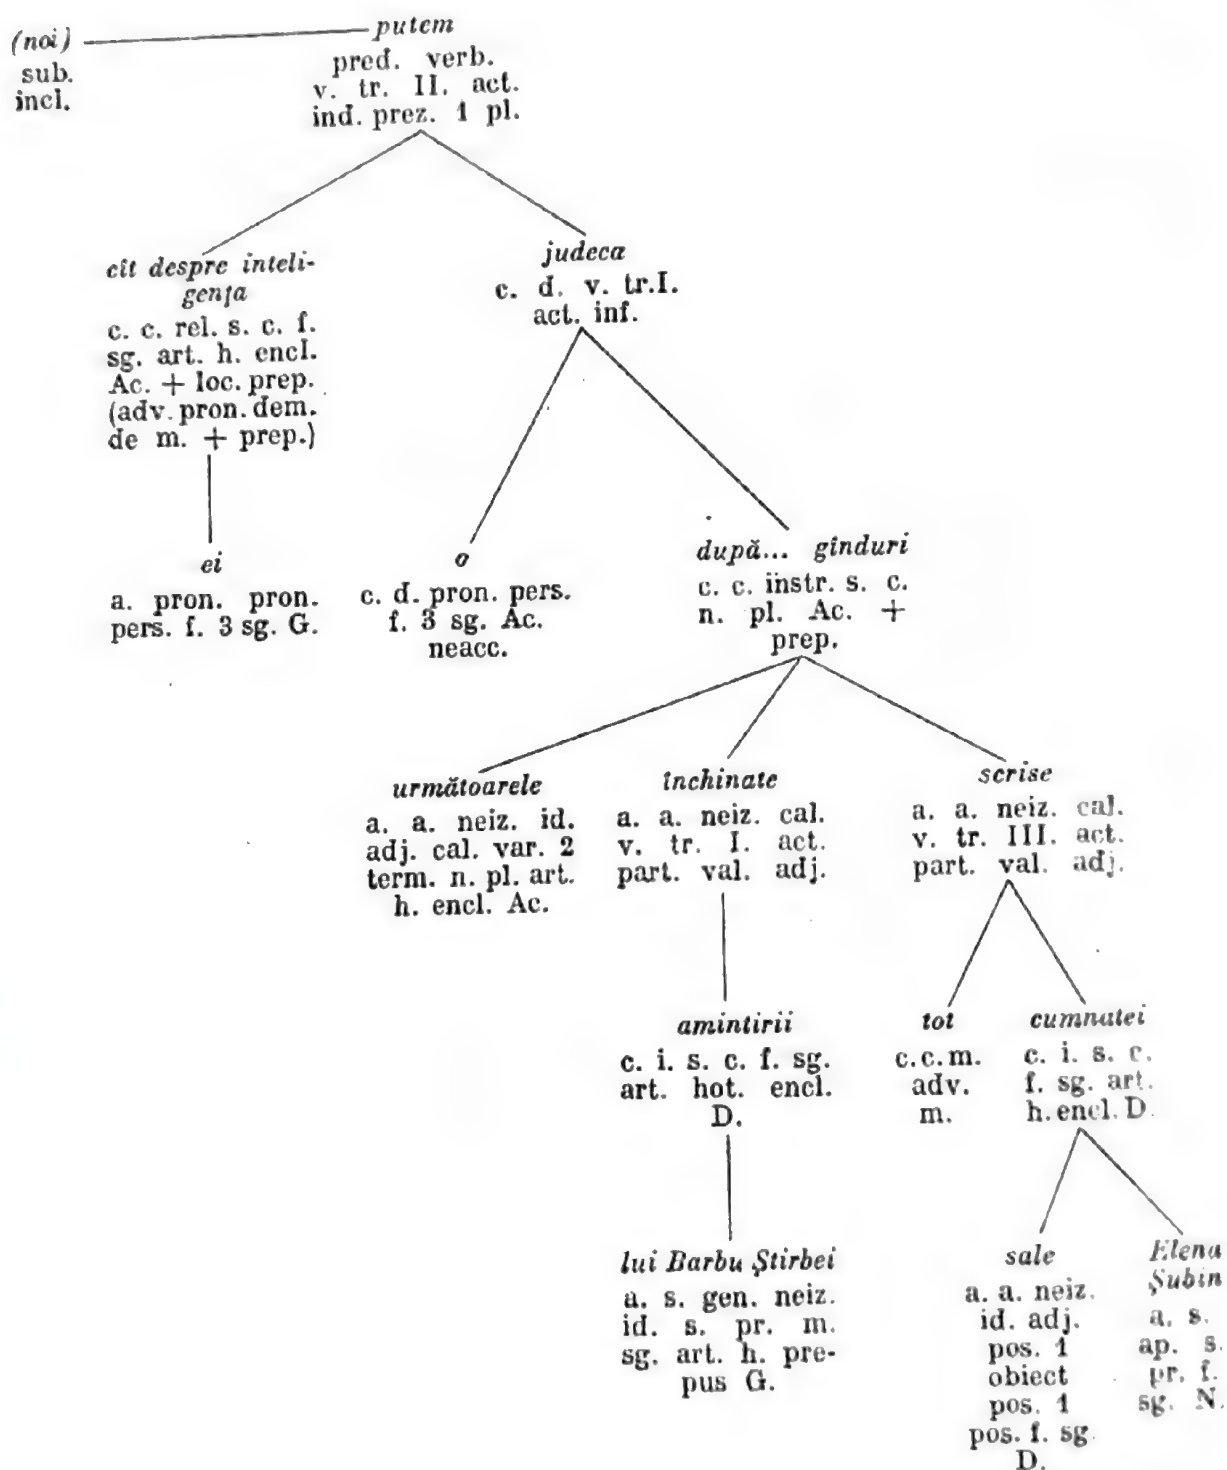 (noi)
sub.
incl.
putem
pred. verb.
v. tr. II. act.
ind. prez. 1 pl.
cît despre inteli-
gența
c. c. rel. s. c. f.
sg. art. h. encl.
Ac. + loc. prep.
(adv. pron. dem.
de m. + prep.)
judeca
c. d. v. tr.I.
act. inf.
ei
a. pron. pron.
pers. f. 3 sg. G.
o
c. d. pron. pers.
f. 3 sg. Ac.
neacc.
după... gînduri
c. c. instr. s. c.
n. pl. Ac. +
prep.
următoarele
a. a. neiz. id.
adj. cal. var. 2
term. n. pl. art.
h. encl. Ac.
închinate
a. a. neiz. cal.
v. tr. I. act.
part. val. adj.
scrise
a. a. neiz. cal.
v. tr. III. act.
part. val. adj.
amintirii
c. i. s. c. f. sg.
art. hot. encl.
D.
tot
c.c.m.
adv.
m.
cumnatei
c. i. s. c.
f. sg. art.
h. encl. D.
lui Barbu Știrbei
a. s. gen. neiz.
id. s. pr. m.
sg. art. h. pre-
pus G.
sale
a. a. neiz.
id. adj.
pos. 1
obiect
pos. 1
pos. f. sg.
D.
Elena
Șubin
a. s.
ap. s.
pr. f.
sg. N.